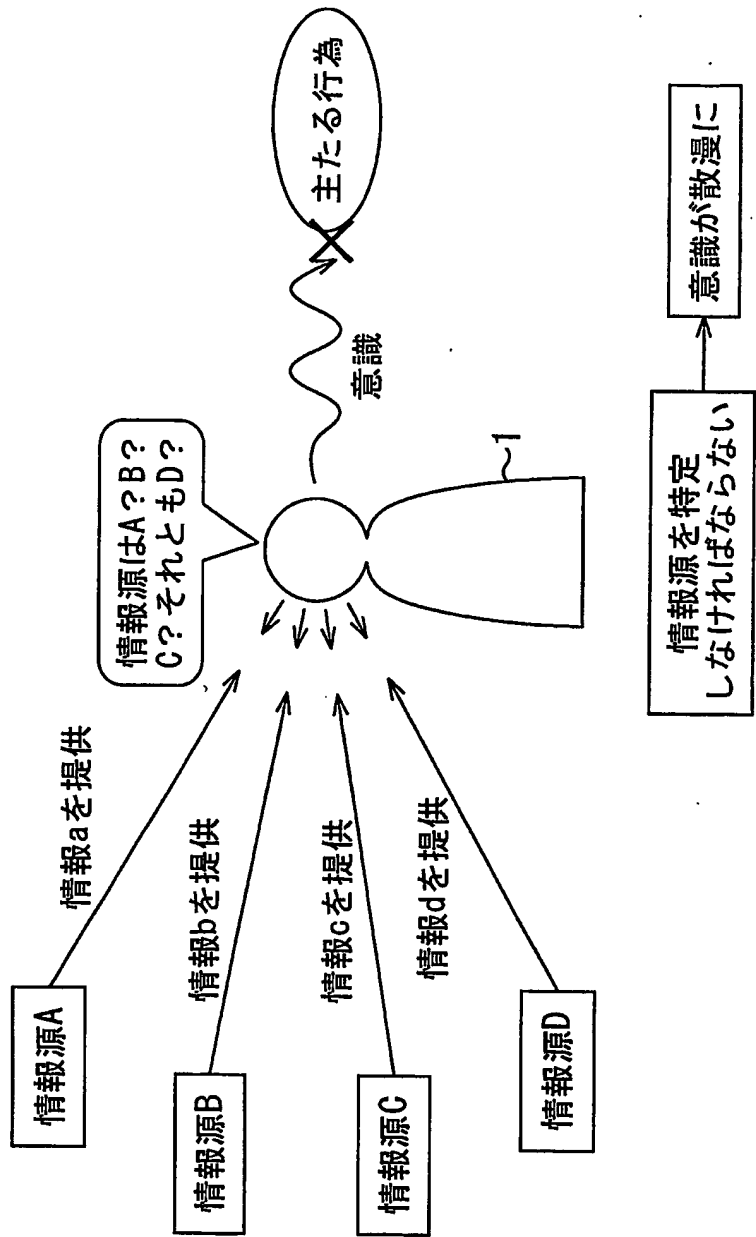 情報源A
情報aを提供
情報源B
情報bを提供
情報源C
情報cを提供
情報源D
情報dを提供
情報源はA?B?
C?それともD?
意識
主たる行為
1
情報源を特定
しなければならない
意識が散漫に